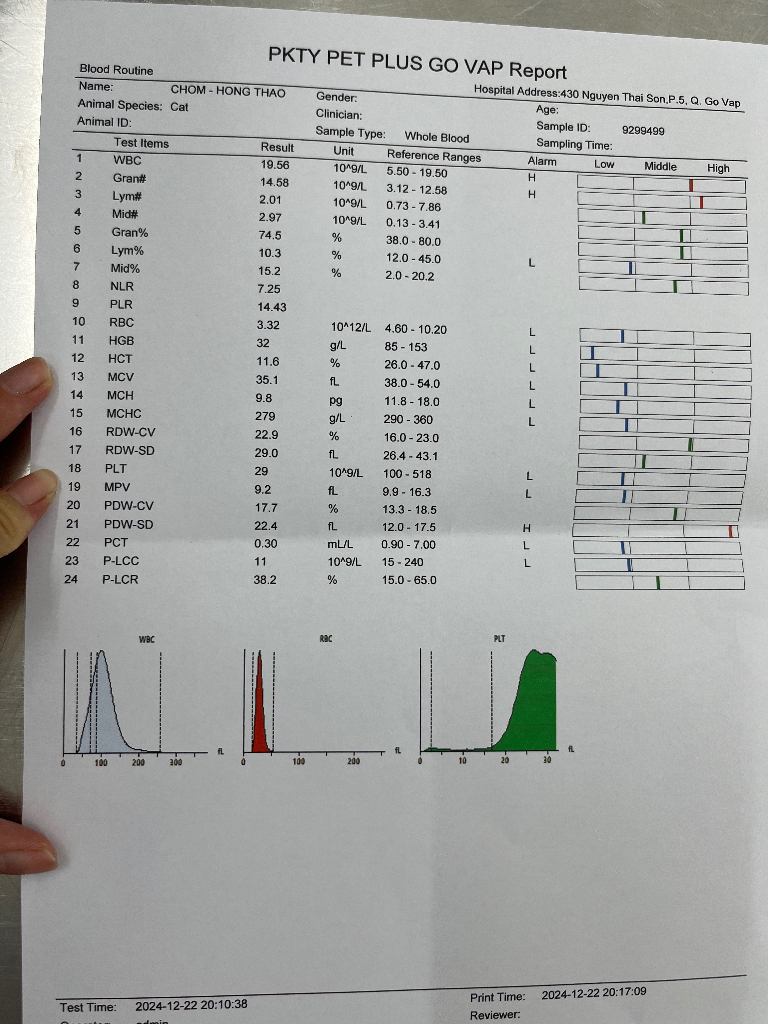 PKTY PET PLUS GO VAP Report
Blood Routine
Hospital Address:430 Nguyen Thai Son,P.5, Q. Go Vap
Name: CHOM - HONG THAO Gender: Age:
Animal Species: Cat Clinician: Sample ID: 9299499
Animal ID: Sample Type: Whole Blood Sampling Time:
Test Items Result Unit Reference Ranges Alarm Low Middle High
1 WBC 19.56 10^9/L 5.50 - 19.50 H
2 Gran# 14.58 10^9/L 3.12 - 12.58 H
3 Lym# 2.01 10^9/L 0.73 - 7.86
4 Mid# 2.97 10^9/L 0.13 - 3.41
5 Gran% 74.5 % 38.0 - 80.0
6 Lym% 10.3 % 12.0 - 45.0 L
7 Mid% 15.2 % 2.0 - 20.2
8 NLR 7.25
9 PLR 14.43
10 RBC 3.32 10^12/L 4.60 - 10.20 L
11 HGB 32 g/L 85 - 153 L
12 HCT 11.6 % 26.0 - 47.0 L
13 MCV 35.1 fL 38.0 - 54.0 L
14 MCH 9.8 pg 11.8 - 18.0 L
15 MCHC 279 g/L 290 - 360 L
16 RDW-CV 22.9 % 16.0 - 23.0
17 RDW-SD 29.0 fL 26.4 - 43.1
18 PLT 29 10^9/L 100 - 518 L
19 MPV 9.2 fL 9.9 - 16.3 L
20 PDW-CV 17.7 % 13.3 - 18.5
21 PDW-SD 22.4 fL 12.0 - 17.5 H
22 PCT 0.30 mL/L 0.90 - 7.00 L
23 P-LCC 11 10^9/L 15 - 240 L
24 P-LCR 38.2 % 15.0 - 65.0
WBC RBC PLT
0 100 200 300 fL 0 100 200 fL 0 10 20 30 fL
Test Time: 2024-12-22 20:10:38 Print Time: 2024-12-22 20:17:09
Reviewer: